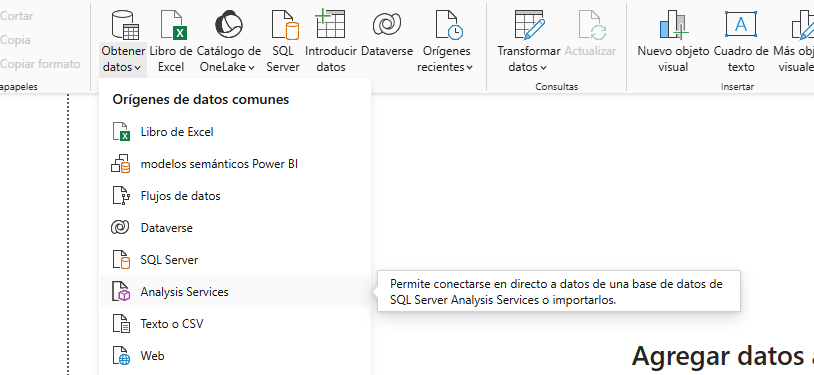 Cortar
Copia
Copiar formato
apapeles
Obtener datos
Libro de Excel
Catálogo de OneLake
SQL Server
Introducir datos
Dataverse
Orígenes recientes
Transformar datos
Actualizar
Consultas
Nuevo objeto visual
Cuadro de texto
Más obj visuale
Insertar
Orígenes de datos comunes
Libro de Excel
modelos semánticos Power BI
Flujos de datos
Dataverse
SQL Server
Analysis Services
Permite conectarse en directo a datos de una base de datos de
SQL Server Analysis Services o importarlos.
Texto o CSV
Web
Agregar datos a